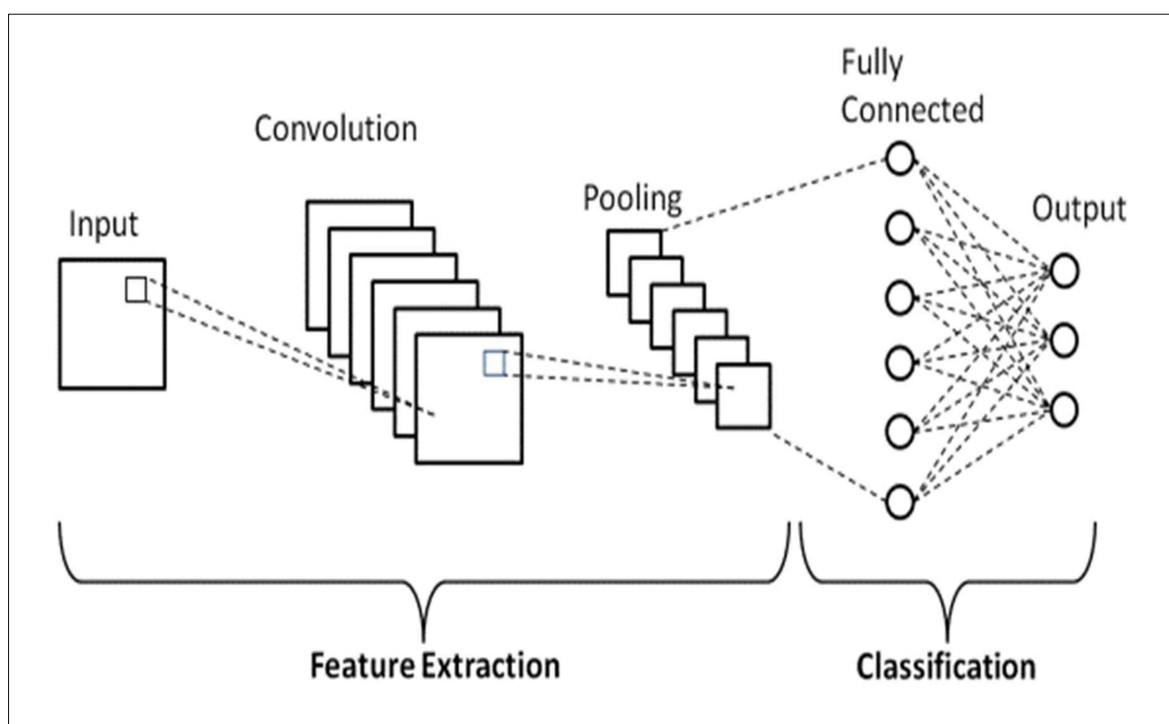 Input
Convolution
Pooling
Fully
Connected
Output
Feature Extraction
Classification